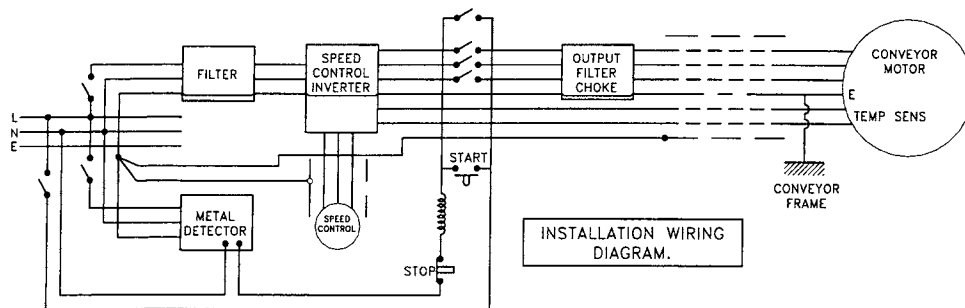 FILTER
SPEED
CONTROL
INVERTER
OUTPUT
FILTER
CHOKE
CONVEYOR
MOTOR
E
TEMP SENS
L
N
E
START
CONVEYOR
FRAME
METAL
DETECTOR
SPEED
CONTROL
STOP
INSTALLATION WIRING
DIAGRAM.